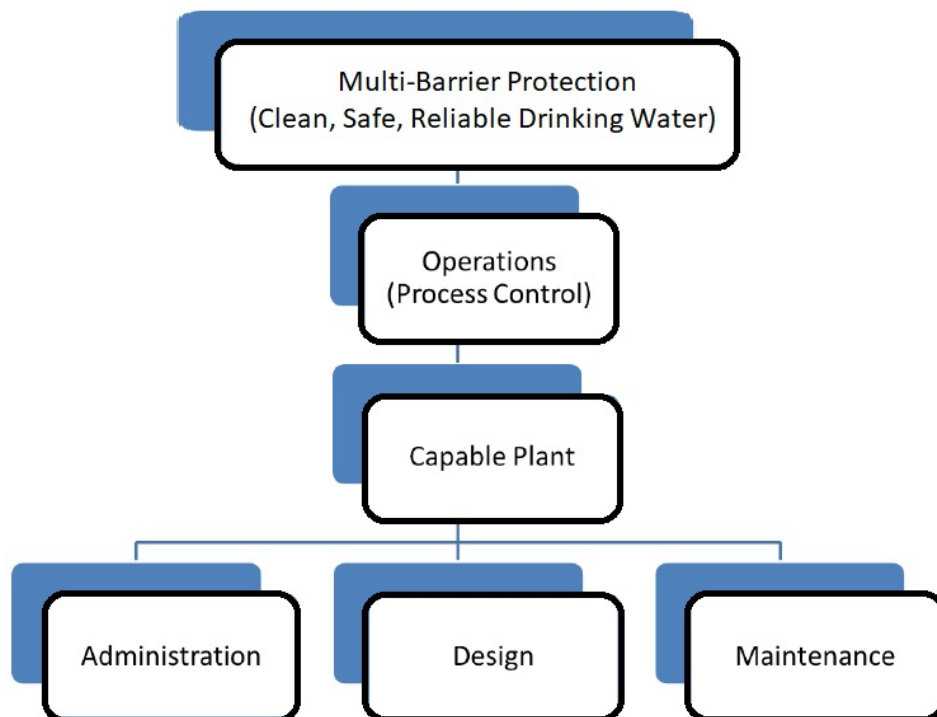 Multi-Barrier Protection
(Clean, Safe, Reliable Drinking Water)
Operations
(Process Control)
Capable Plant
Administration
Design
Maintenance